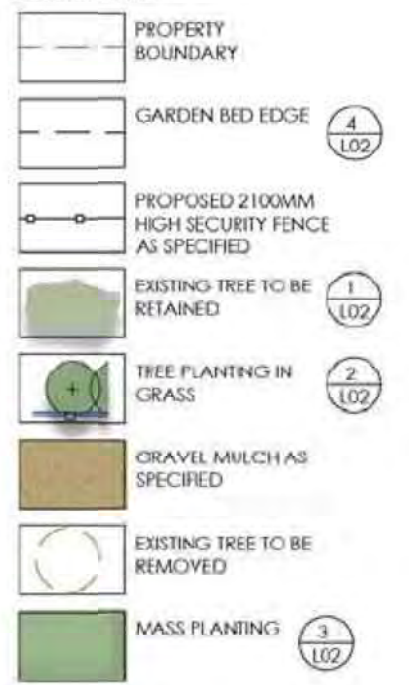 PROPERTY
BOUNDARY
GARDEN BED EDGE
4
L02
PROPOSED 2100MM
HIGH SECURITY FENCE
AS SPECIFIED
EXISTING TREE TO BE
RETAINED
1
L02
TREE PLANTING IN
GRASS
2
L02
GRAVEL MULCH AS
SPECIFIED
EXISTING TREE TO BE
REMOVED
MASS PLANTING
3
L02